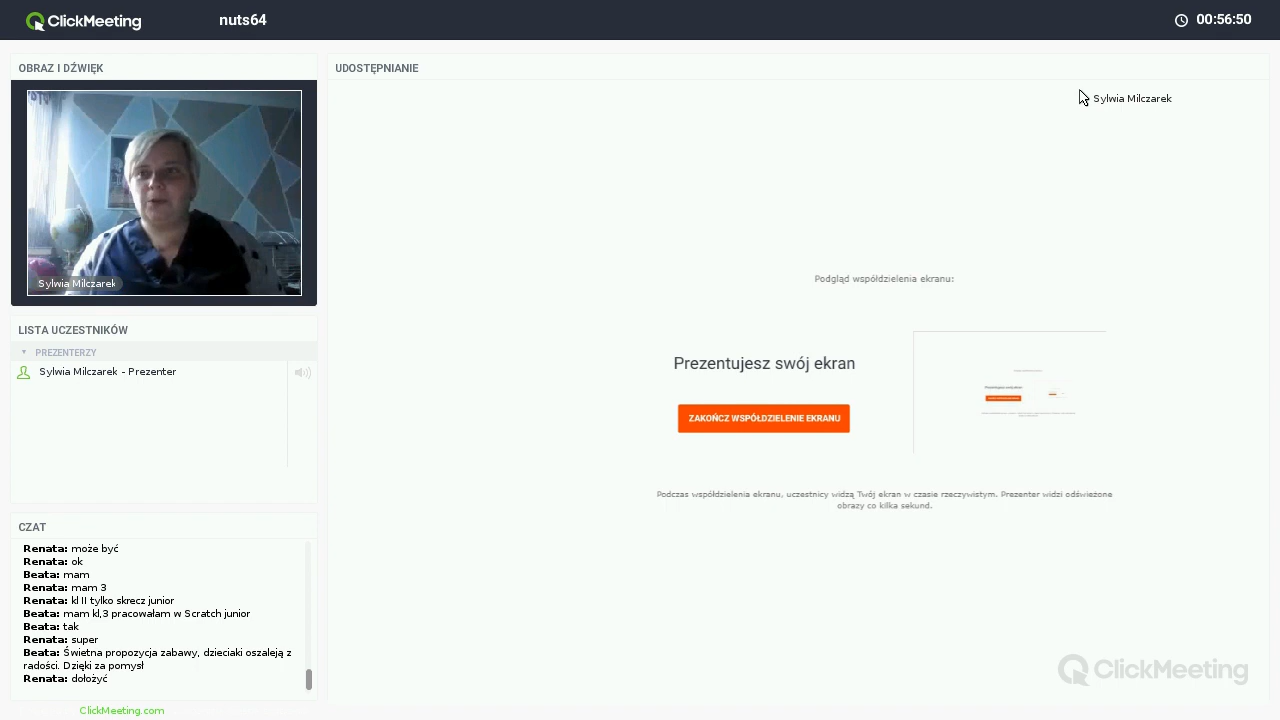 ClickMeeting
nuts64
00:56:50
OBRAZ I DŹWIĘK
Sylwia Milczarek
LISTA UCZESTNIKÓW
PREZENTERZY
Sylwia Milczarek - Prezenter
CZAT
Renata: może być
Renata: ok
Beata: mam
Renata: mam 3
Renata: kl II tylko skrecz junior
Beata: mam kl,3 pracowałam w Scratch junior
Beata: tak
Renata: super
Beata: Świetna propozycja zabawy, dzieciaki oszaleją z
radości. Dzięki za pomysł
Renata: dołożyć
ClickMeeting.com
UDOSTĘPNIANIE
Sylwia Milczarek
Podgląd współdzielenia ekranu:
Prezentujesz swój ekran
ZAKOŃCZ WSPÓŁDZIELENIE EKRANU
Podczas współdzielenia ekranu, uczestnicy widzą Twój ekran w czasie rzeczywistym. Prezenter widzi odświeżone
obrazy co kilka sekund.
ClickMeeting